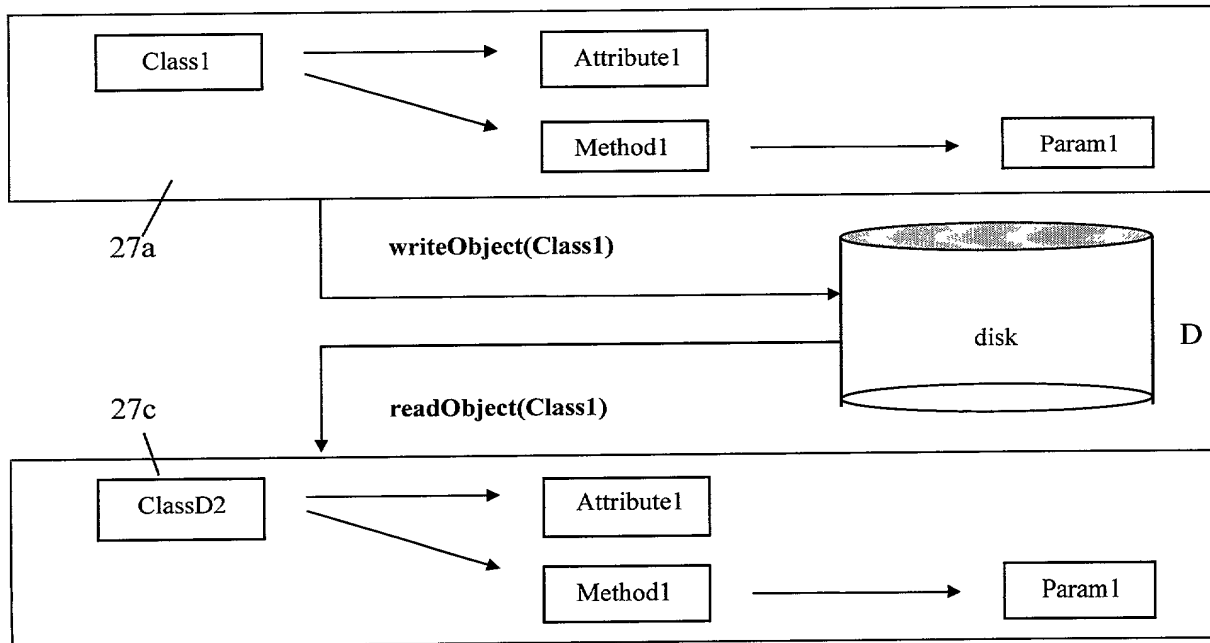 Class1
Attribute1
Method1
Param1
27a
writeObject(Class1)
disk
D
readObject(Class1)
27c
ClassD2
Attribute1
Method1
Param1